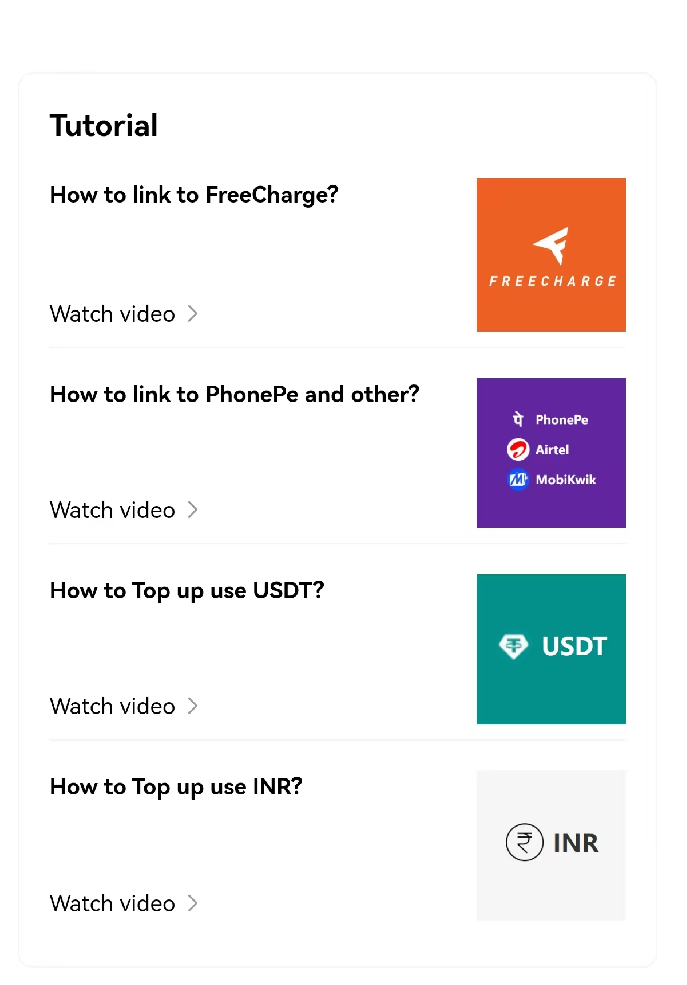 Tutorial
How to link to FreeCharge?
FREECHARGE
Watch video
How to link to PhonePe and other?
पे PhonePe
Airtel
MobiKwik
Watch video
How to Top up use USDT?
USDT
Watch video
How to Top up use INR?
₹ INR
Watch video